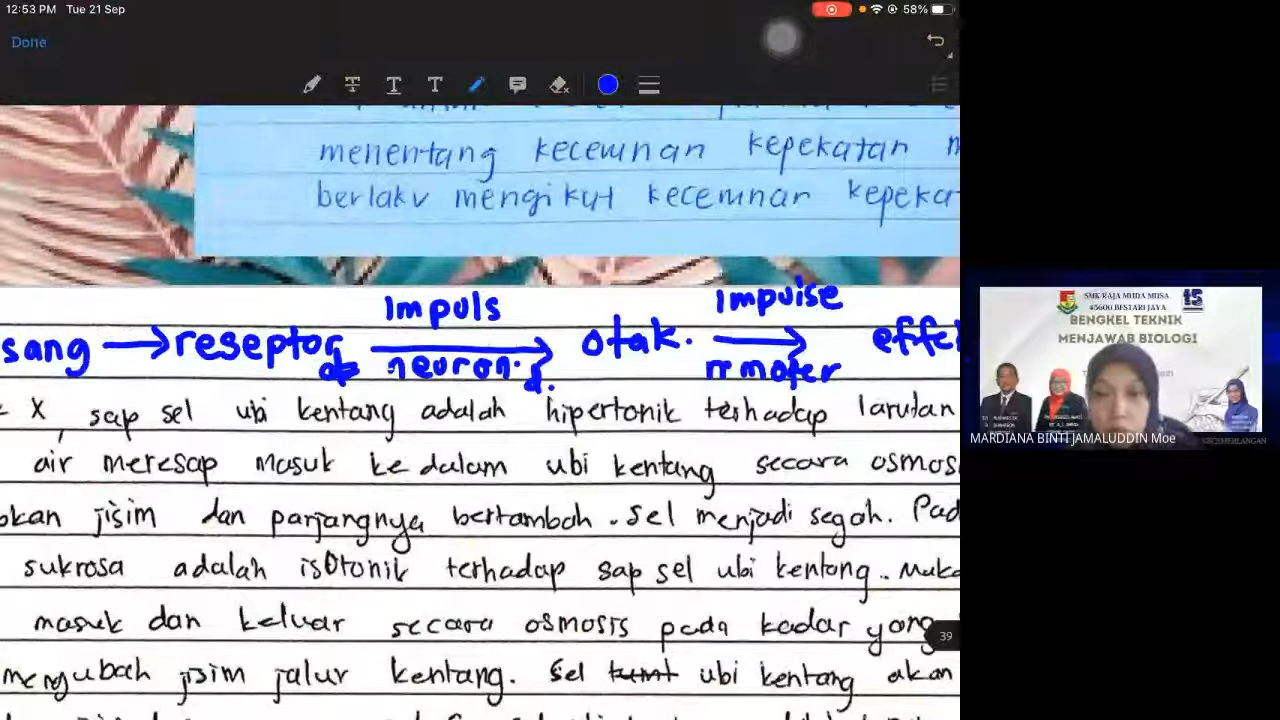 12:53 PM Tue 21 Sep
58%
Done
menentang kecerunan kepekatan
berlaku mengikut kecerunan kepekat
Impuls
Impulse
sang → reseptor → otak. →
neuron.
x sap sel ubi kentang adalah hipertonik terhadap larutan
air meresap masuk ke dalam ubi kentang secara osmos
bkan jisim dan panjangnya bertambah. Sel menjadi segah. Pad
sukrosa adalah isotonik terhadap sap sel ubi kentang. Maka
masuk dan keluar secara osmosis pada kadar yang
39
mengubah jisim jalur kentang. Sel ubi kentang akan
SMK RAJA MUDA MUSA
45600 BESTARI JAYA
BENGKEL TEKNIK
MENJAWAB BIOLOGI
MARDIANA BINTI JAMALUDDIN Moe